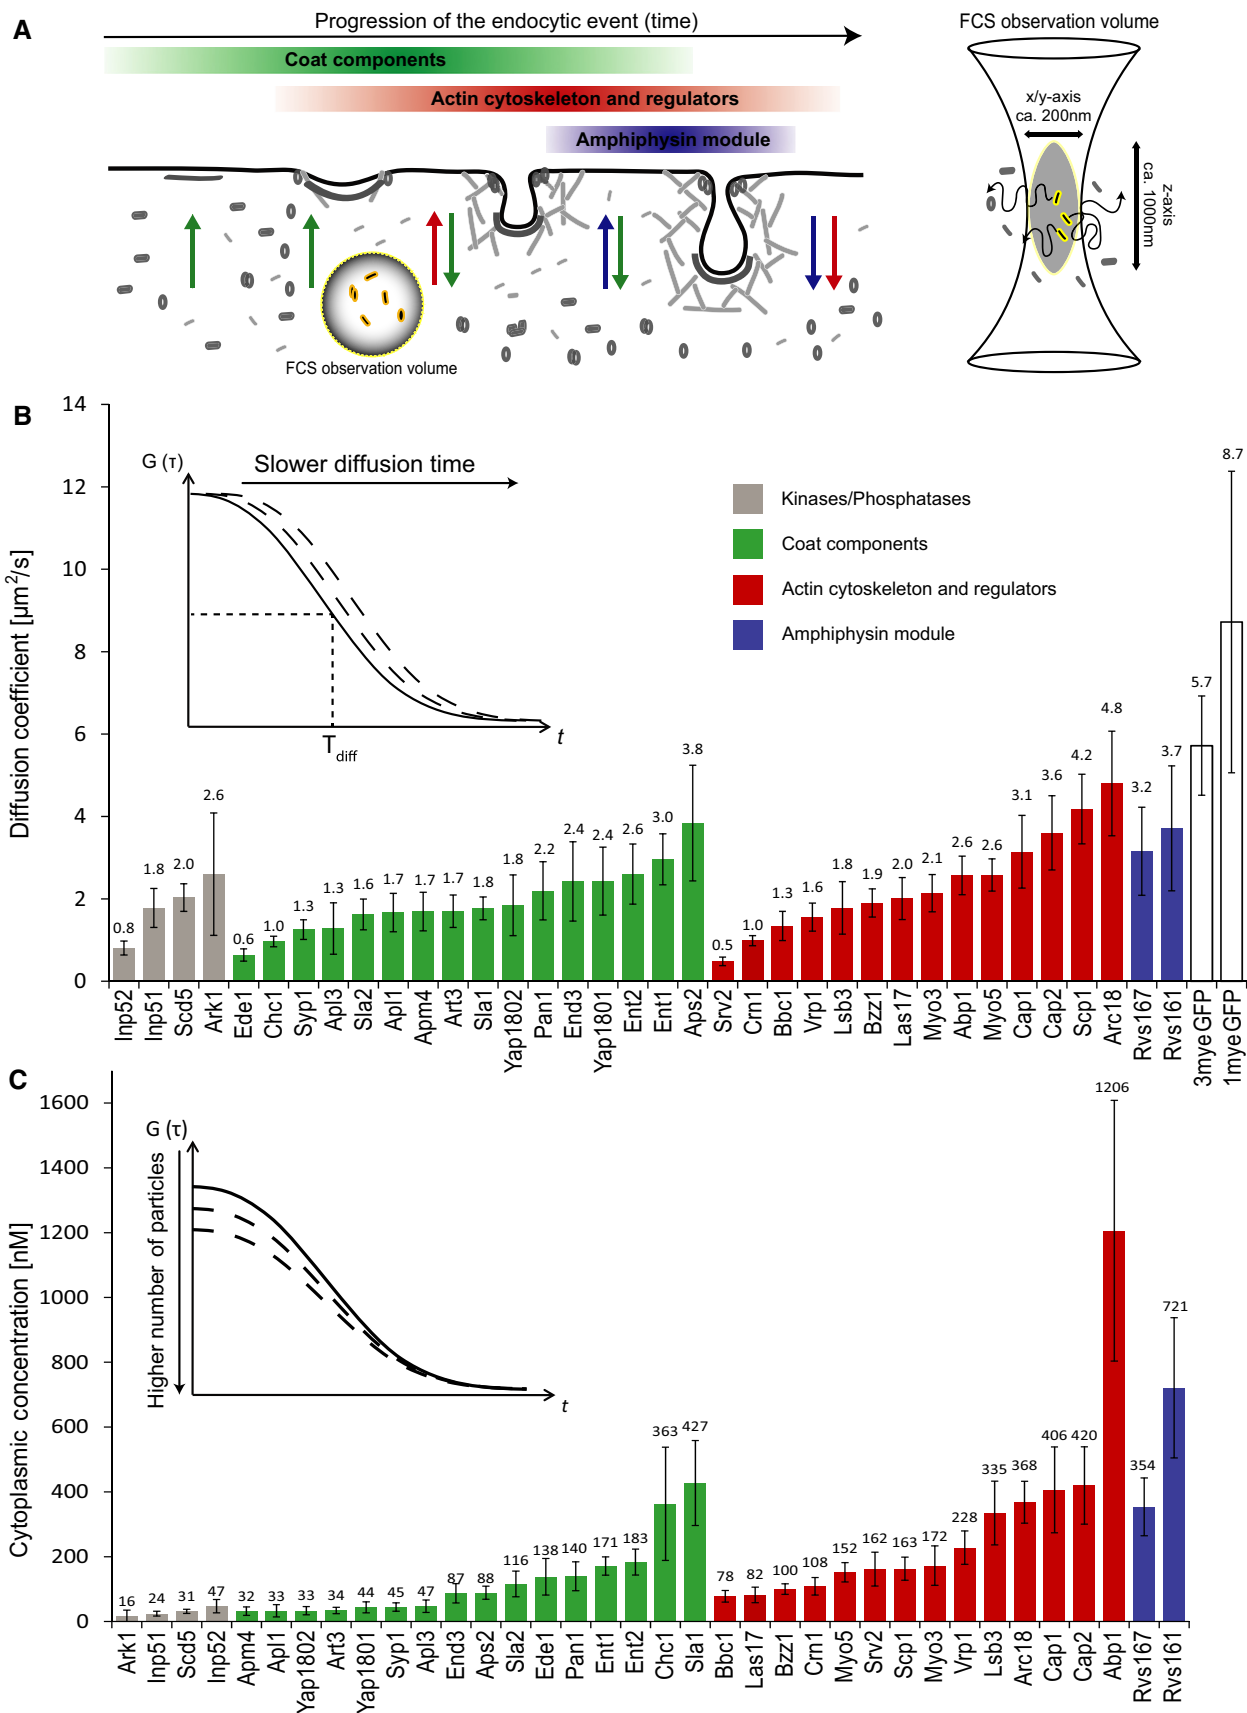 A
Progression of the endocytic event (time)
Coat components
Actin cytoskeleton and regulators
Amphiphysin module
FCS observation volume
FCS observation volume
x/y-axis
ca. 200nm
z-axis
ca. 1000nm
B
Diffusion coefficient [µm²/s]
14
12
10
8
6
4
2
0
G (τ)
Slower diffusion time
T diff
t
Kinases/Phosphatases
Coat components
Actin cytoskeleton and regulators
Amphiphysin module
0.8 1.8 2.0 2.6 0.6 1.0 1.3 1.3 1.6 1.7 1.7 1.7 1.8 1.8 2.2 2.4 2.4 2.6 3.0 3.8 0.5 1.0 1.3 1.6 1.8 1.9 2.0 2.1 2.6 2.6 3.1 3.6 4.2 4.8 3.2 3.7 5.7 8.7
Inp52 Inp51 Scd5 Ark1 Ede1 Chc1 Syp1 Apl3 Sla2 Apl1 Apm4 Art3 Sla1 Yap1802 Pan1 End3 Yap1801 Ent2 Ent1 Aps2 Srv2 Crn1 Bbc1 Vrp1 Lsb3 Bzz1 Las17 Myo3 Abp1 Myo5 Cap1 Cap2 Scp1 Arc18 Rvs167 Rvs161 3myeGFP 1myeGFP
C
Cytoplasmic concentration [nM]
1600
1400
1200
1000
800
600
400
200
0
G (τ)
Higher number of particles
t
16 24 31 47 32 33 33 34 44 45 47 87 88 116 138 140 171 183 363 427 78 82 100 108 152 162 163 172 228 335 368 406 420 1206 354 721
Ark1 Inp51 Scd5 Inp52 Apm4 Apl1 Yap1802 Art3 Yap1801 Syp1 Apl3 End3 Aps2 Sla2 Ede1 Pan1 Ent1 Ent2 Chc1 Sla1 Bbc1 Las17 Bzz1 Crn1 Myo5 Srv2 Scp1 Myo3 Vrp1 Lsb3 Arc18 Cap1 Cap2 Abp1 Rvs167 Rvs161